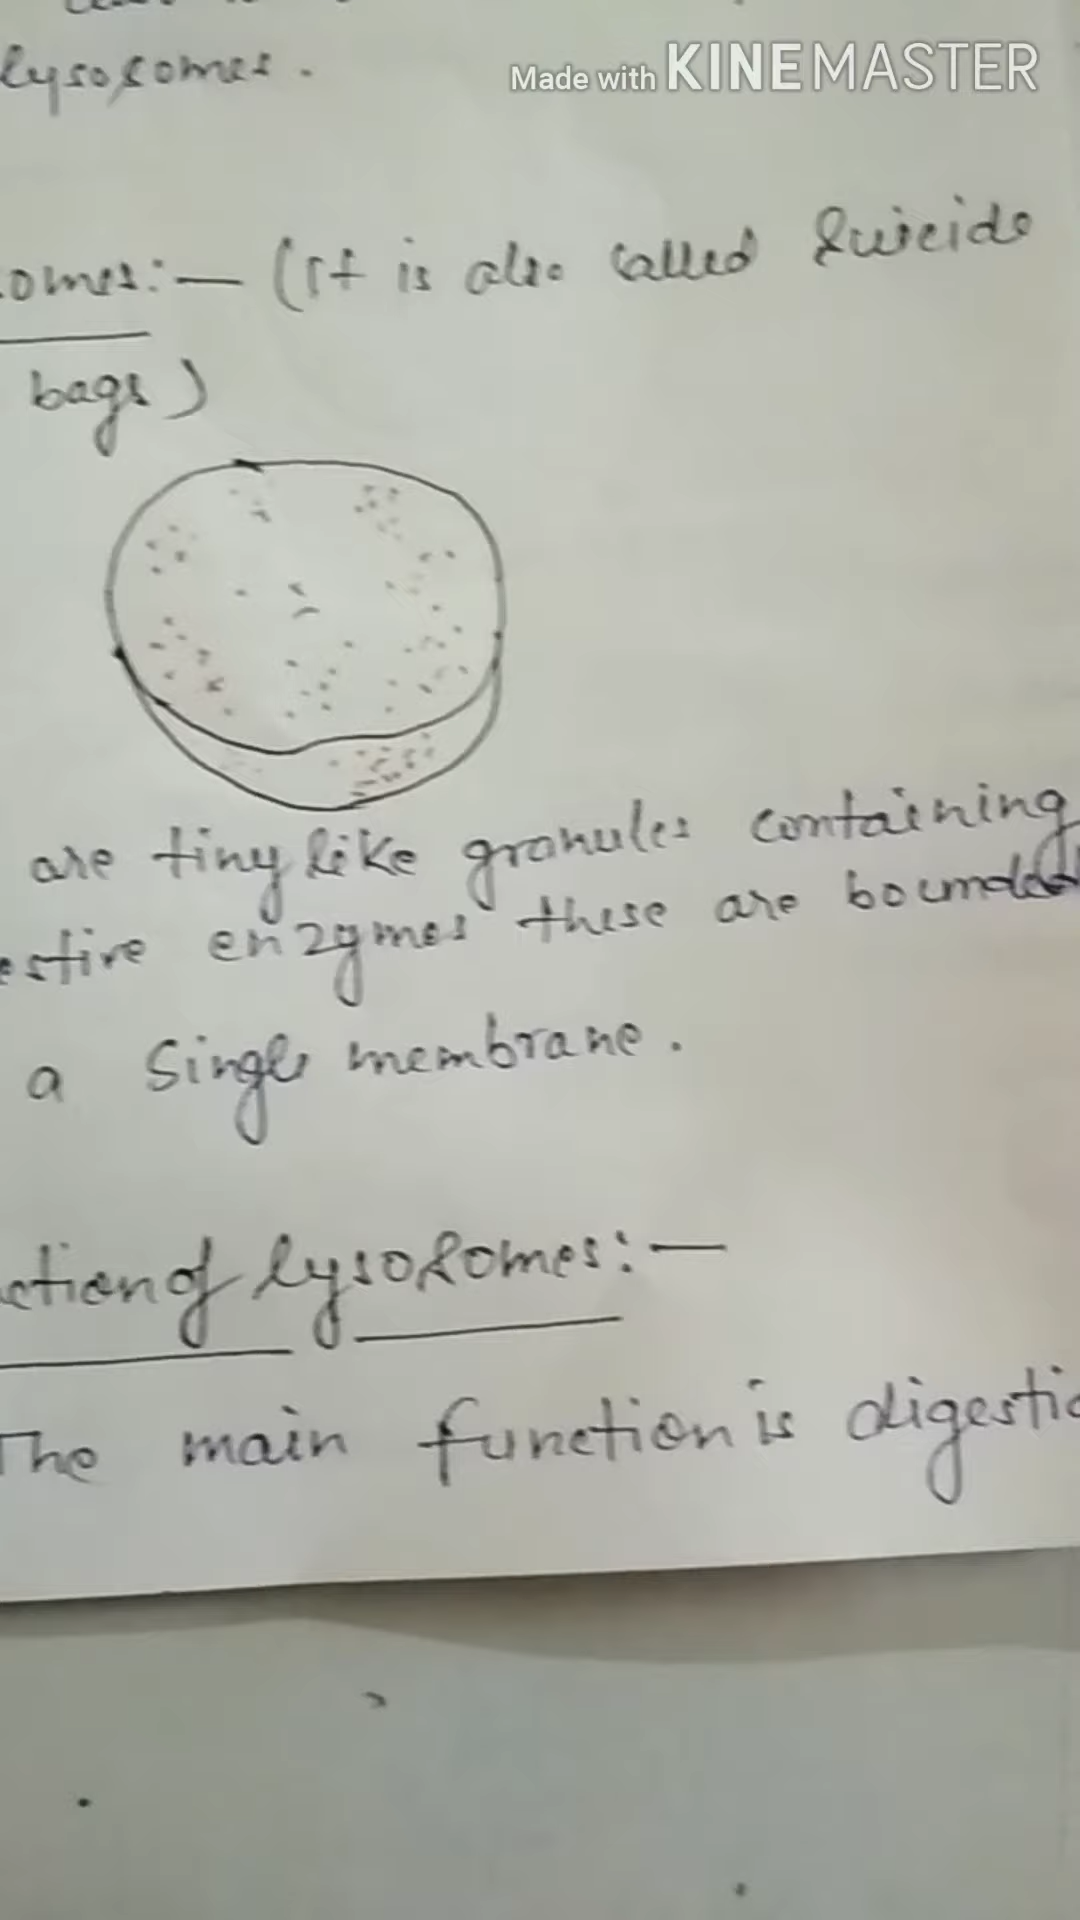 lysosomes.
Made with KINEMASTER
omes:— (It is also called Suicide
bags)
are tiny like granules containing
estive enzymes these are bounded
a Single membrane.
ction of lysosomes:—
The main function is digestio